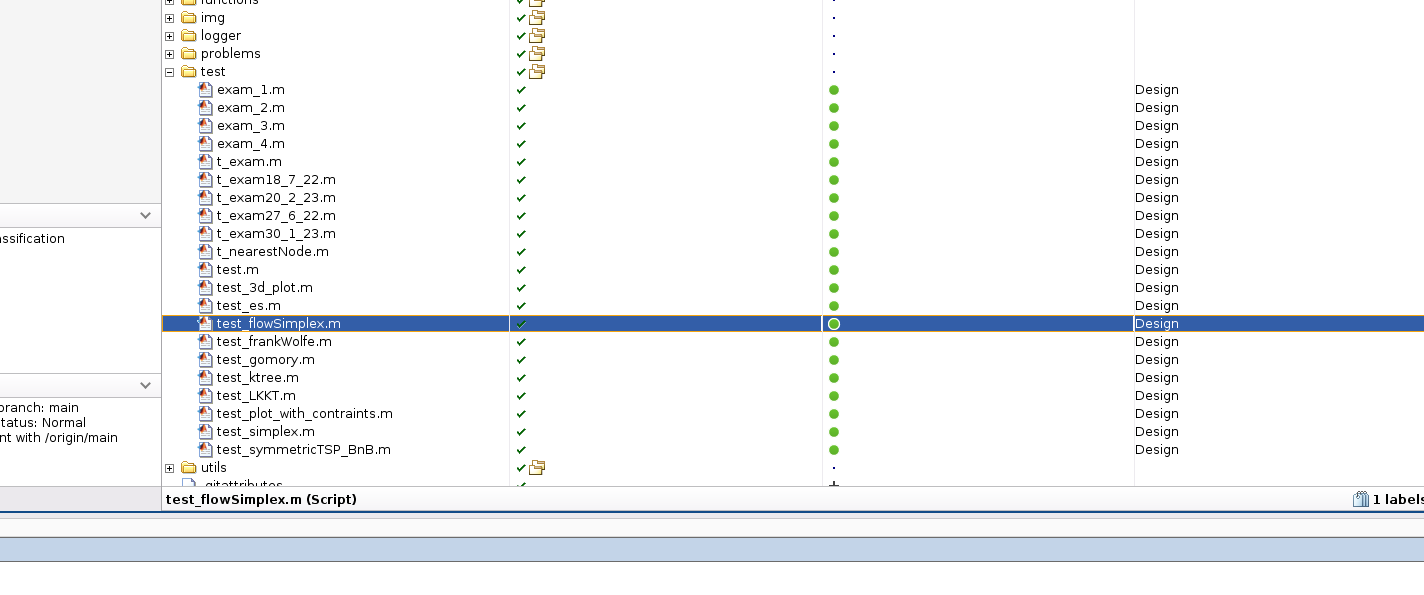 functions
img
logger
problems
test
exam_1.m Design
exam_2.m Design
exam_3.m Design
exam_4.m Design
t_exam.m Design
t_exam18_7_22.m Design
t_exam20_2_23.m Design
t_exam27_6_22.m Design
t_exam30_1_23.m Design
t_nearestNode.m Design
test.m Design
test_3d_plot.m Design
test_es.m Design
test_flowSimplex.m Design
test_frankWolfe.m Design
test_gomory.m Design
test_ktree.m Design
test_LKKT.m Design
test_plot_with_contraints.m Design
test_simplex.m Design
test_symmetricTSP_BnB.m Design
utils
.gitattributes
test_flowSimplex.m (Script) 1 labels
assification
branch: main
tatus: Normal
nt with /origin/main